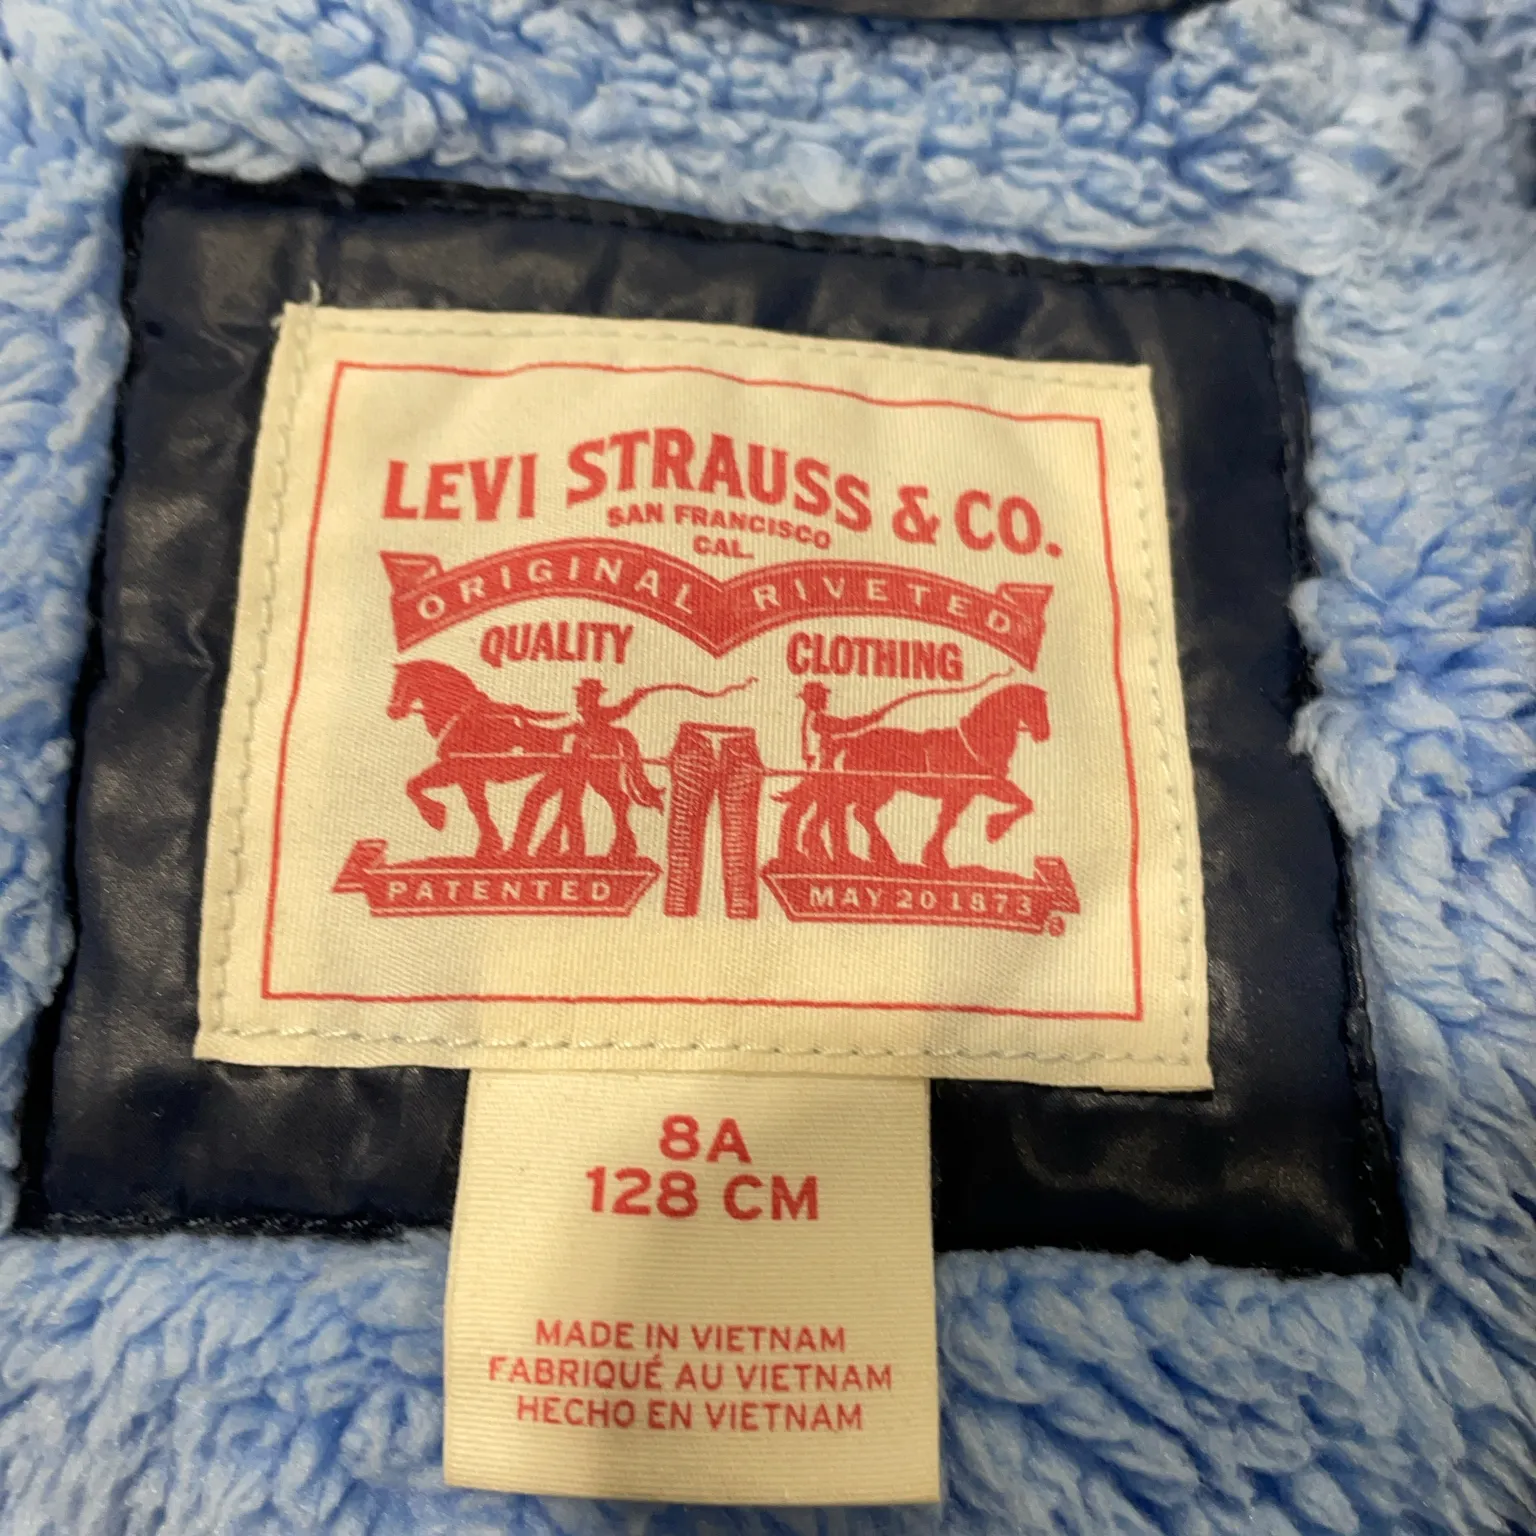 LEVI STRAUSS & CO.
SAN FRANCISCO
CAL.
ORIGINAL RIVETED
QUALITY CLOTHING
PATENTED MAY 20 1873
®
8A
128 CM
MADE IN VIETNAM
FABRIQUÉ AU VIETNAM
HECHO EN VIETNAM